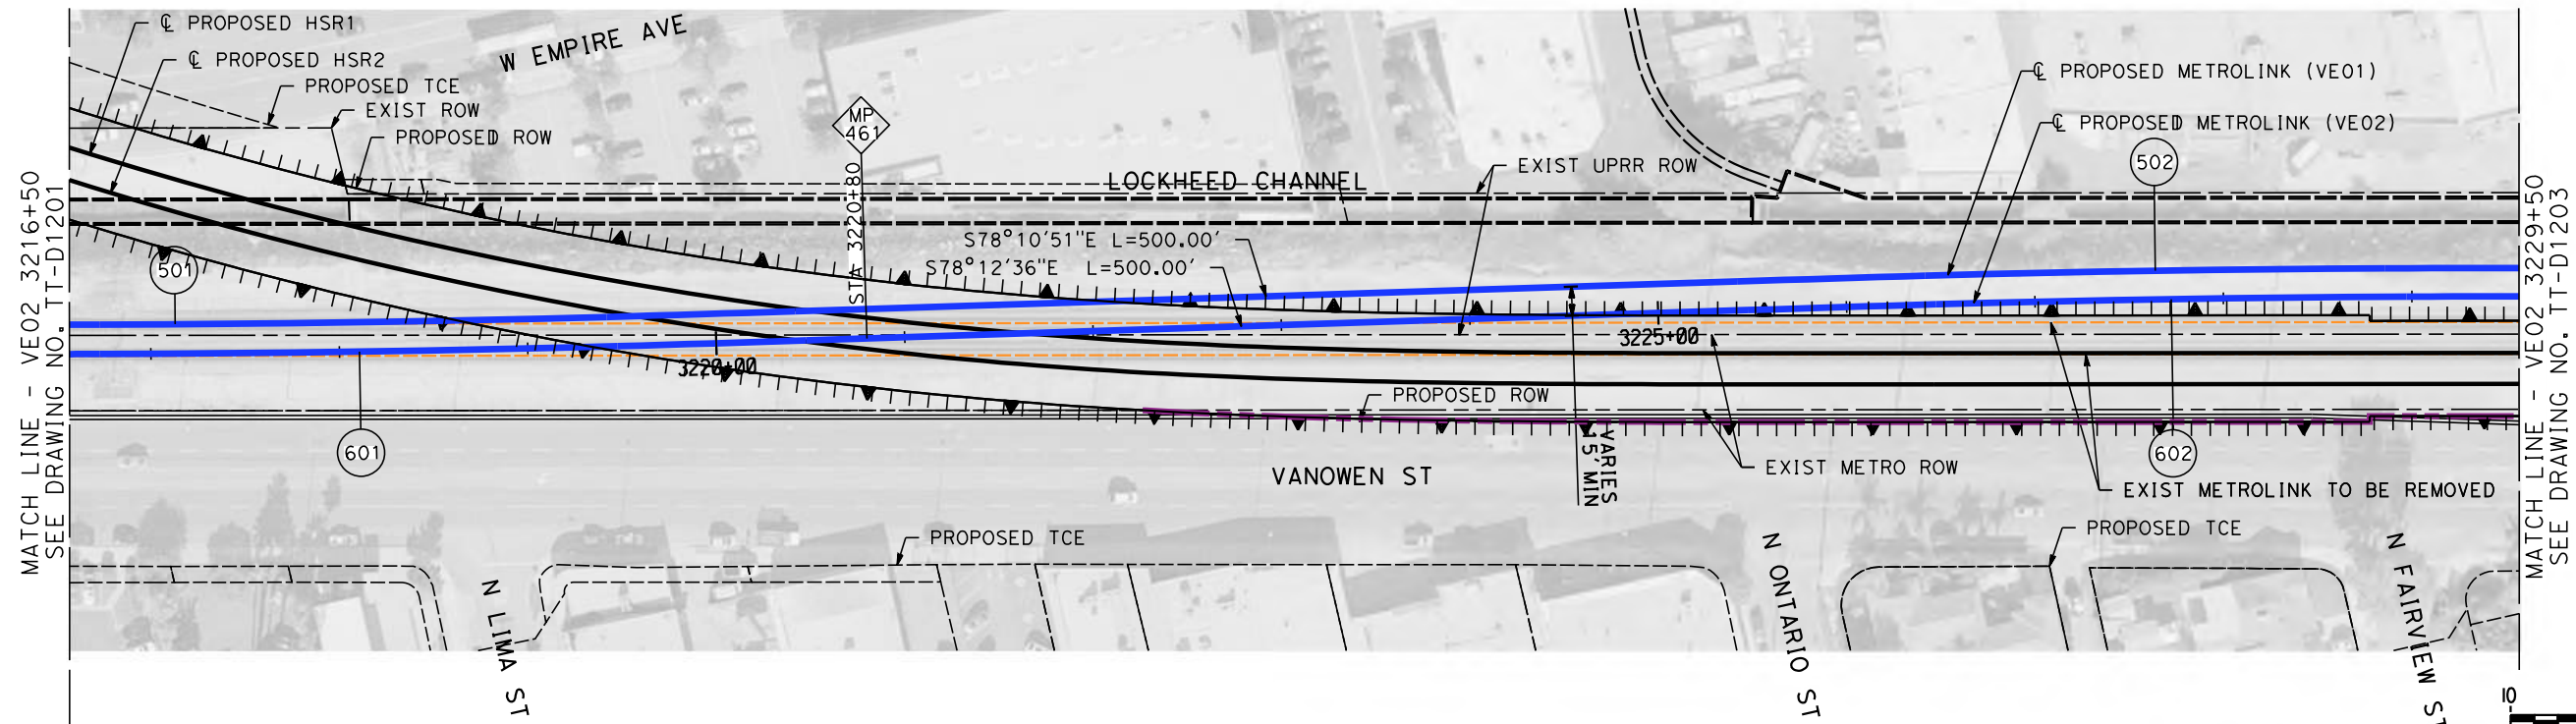 ℄ PROPOSED HSR1
℄ PROPOSED HSR2
PROPOSED TCE
EXIST ROW
PROPOSED ROW
W EMPIRE AVE
MP
461
STA 3220+80
LOCKHEED CHANNEL
EXIST UPRR ROW
℄ PROPOSED METROLINK (VE01)
℄ PROPOSED METROLINK (VE02)
502
501
S78°10'51"E L=500.00'
S78°12'36"E L=500.00'
3220+00
3225+00
PROPOSED ROW
VARIES
15' MIN
601
602
VANOWEN ST
EXIST METRO ROW
EXIST METROLINK TO BE REMOVED
PROPOSED TCE
PROPOSED TCE
N LIMA ST
N ONTARIO ST
N FAIRVIEW ST
MATCH LINE - VE02 3216+50
SEE DRAWING NO. TT-D1201
MATCH LINE - VE02 3229+50
SEE DRAWING NO. TT-D1203
10